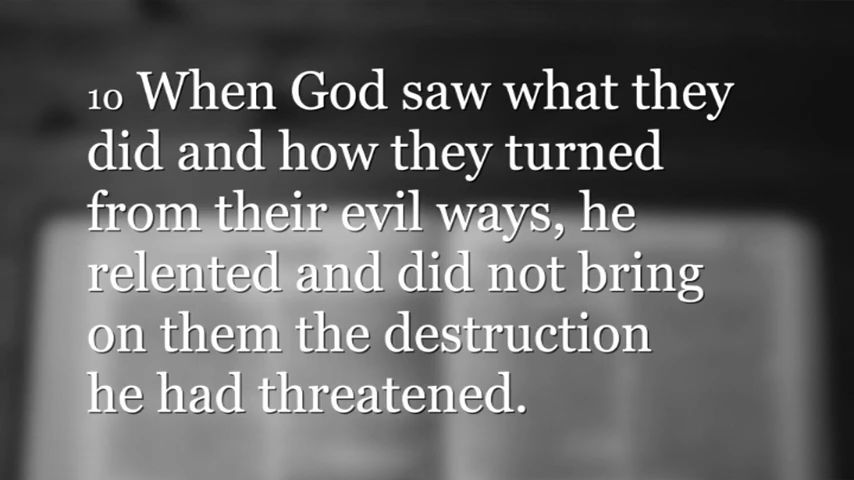 10 When God saw what they
did and how they turned
from their evil ways, he
relented and did not bring
on them the destruction
he had threatened.